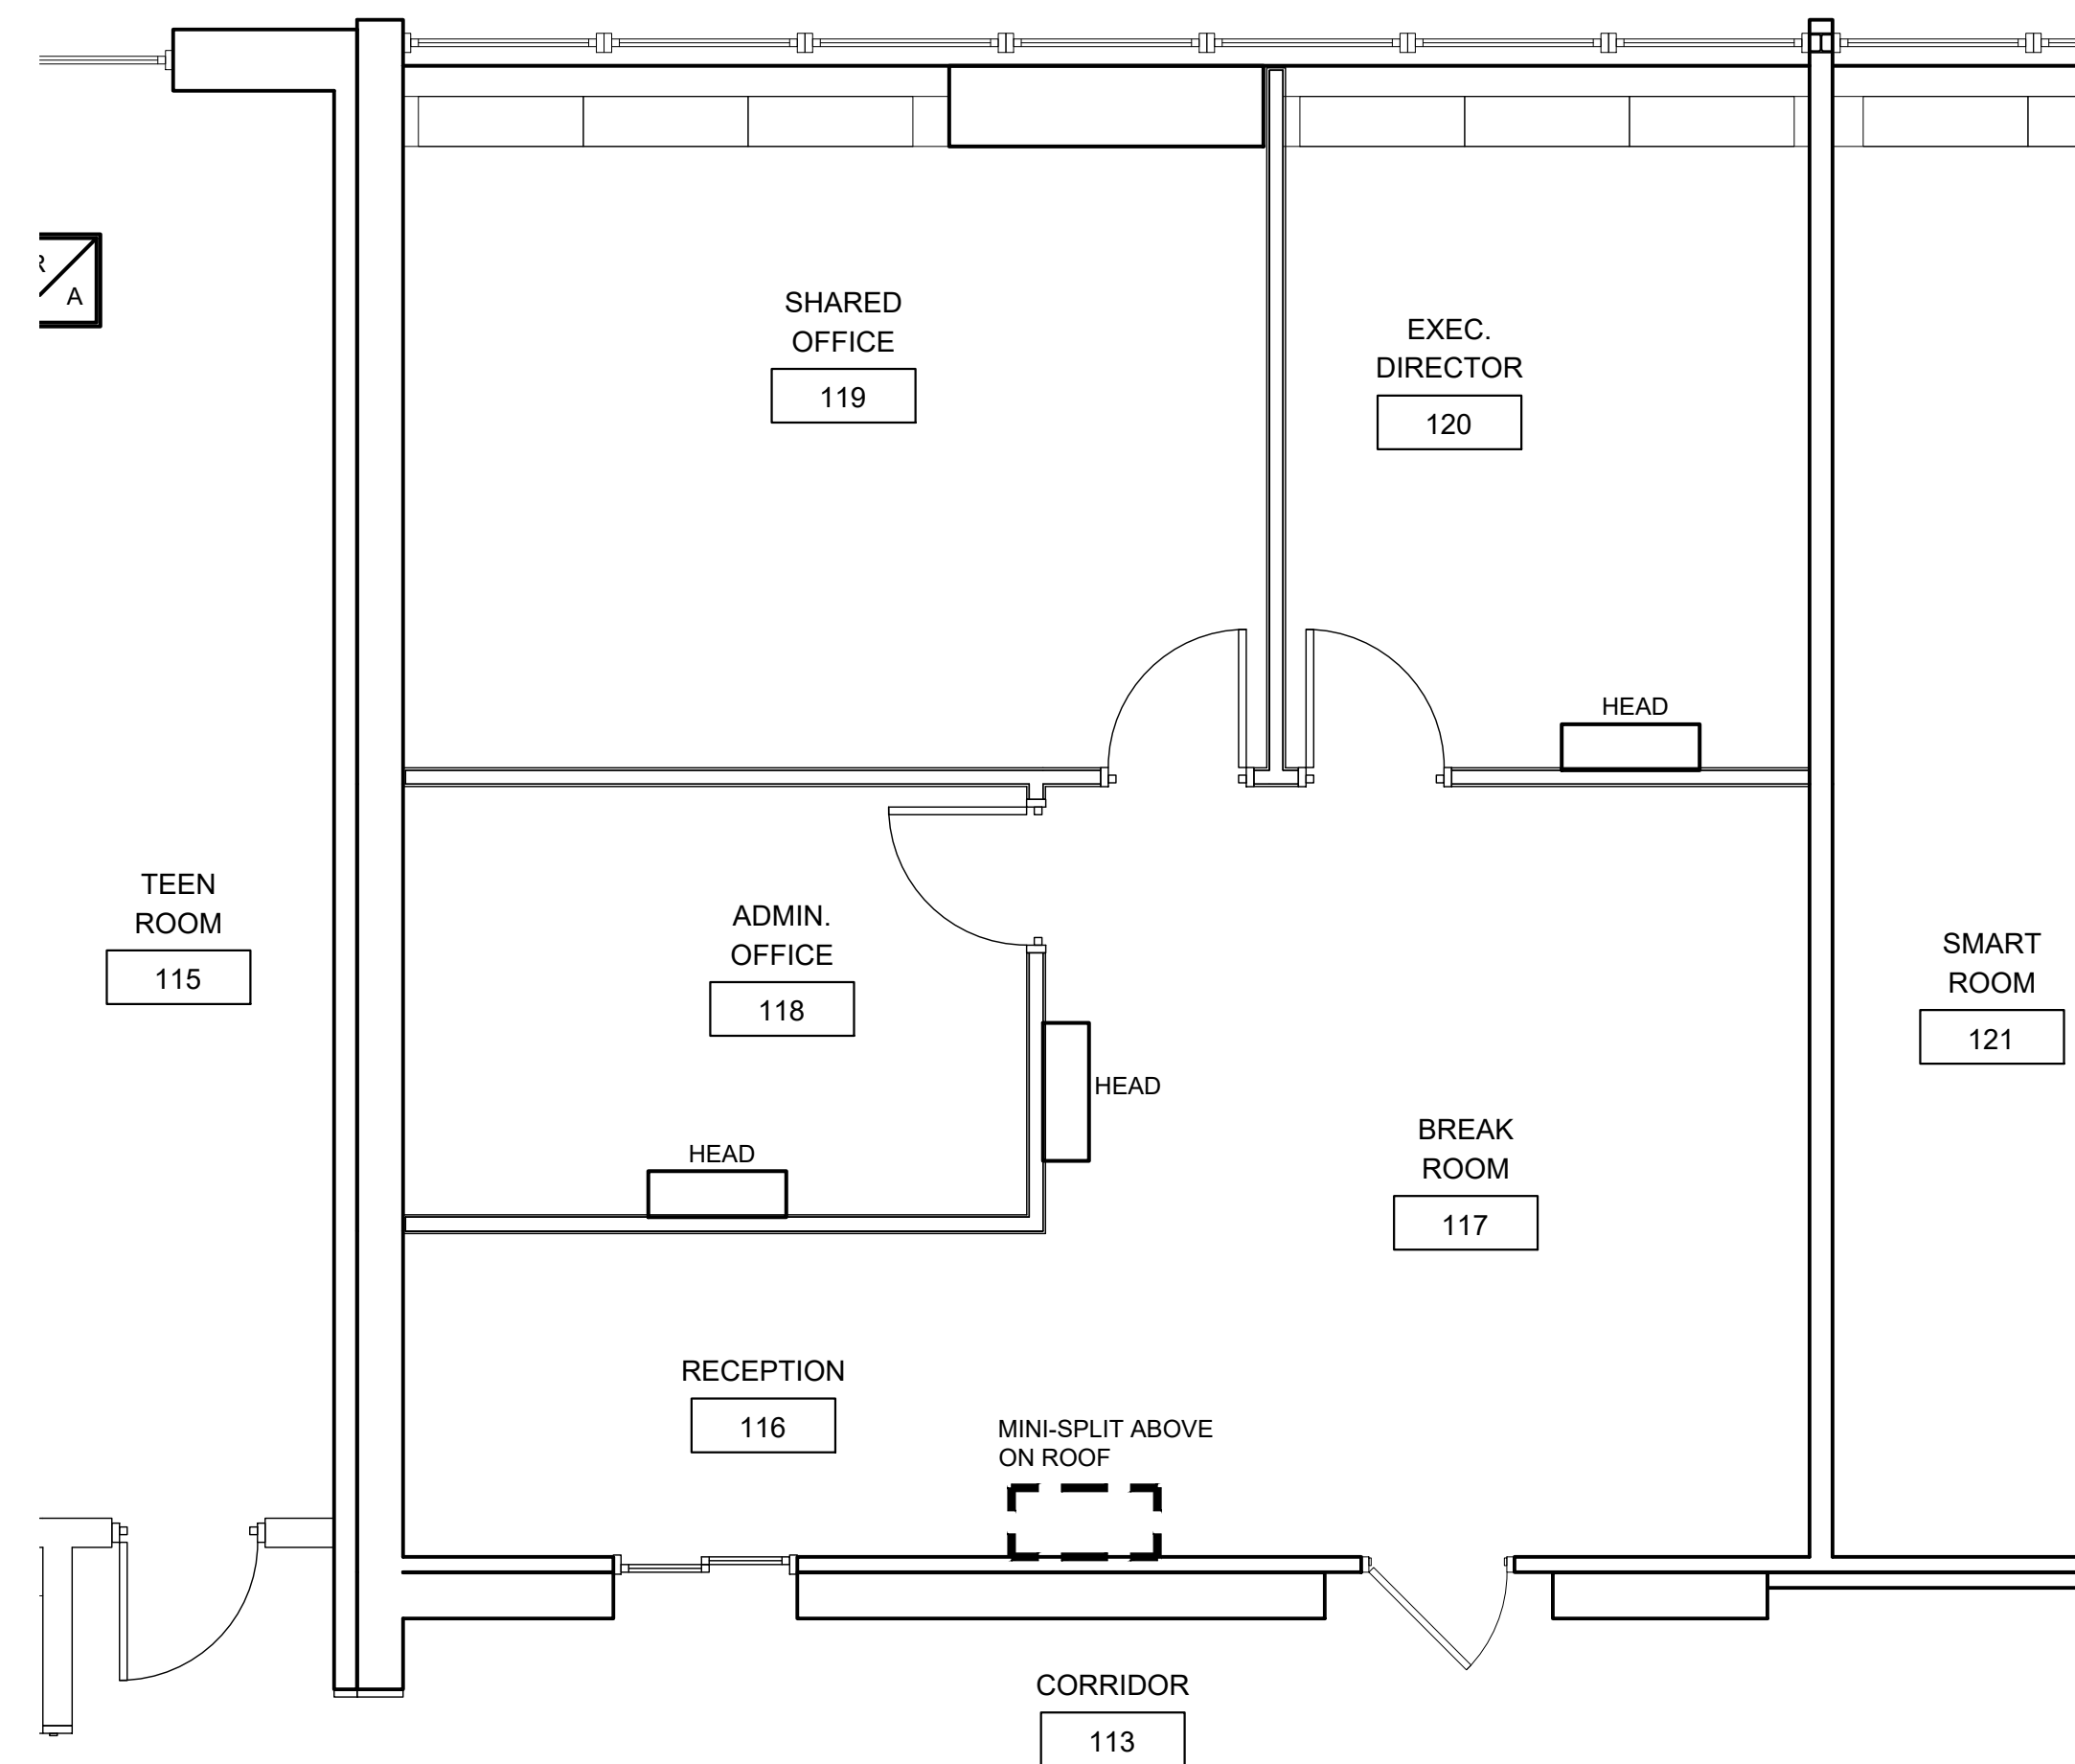 R
A
SHARED
OFFICE
119
EXEC.
DIRECTOR
120
HEAD
TEEN
ROOM
115
ADMIN.
OFFICE
118
SMART
ROOM
121
HEAD
BREAK
ROOM
117
HEAD
RECEPTION
116
MINI-SPLIT ABOVE
ON ROOF
CORRIDOR
113